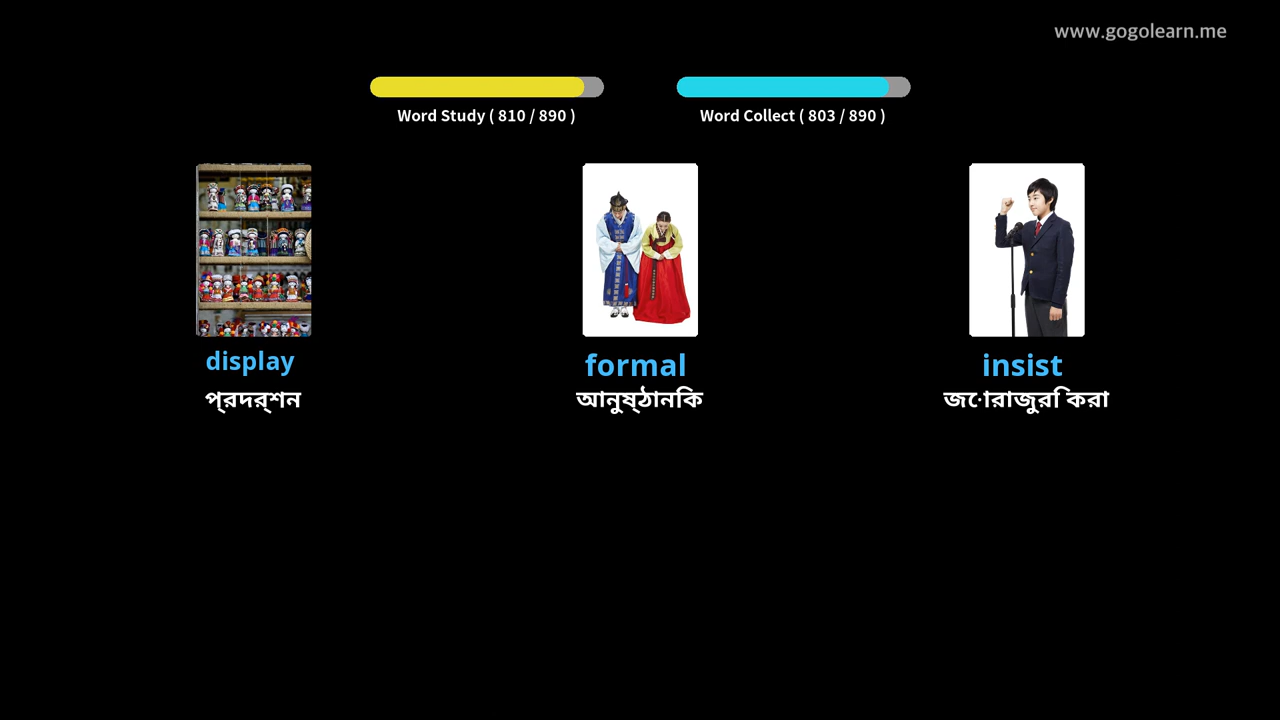 www.gogolearn.me
Word Study ( 810 / 890 )
Word Collect ( 803 / 890 )
display
formal
insist
প্রদর্শন
আনুষ্ঠানিক
জোরাজুরি করা